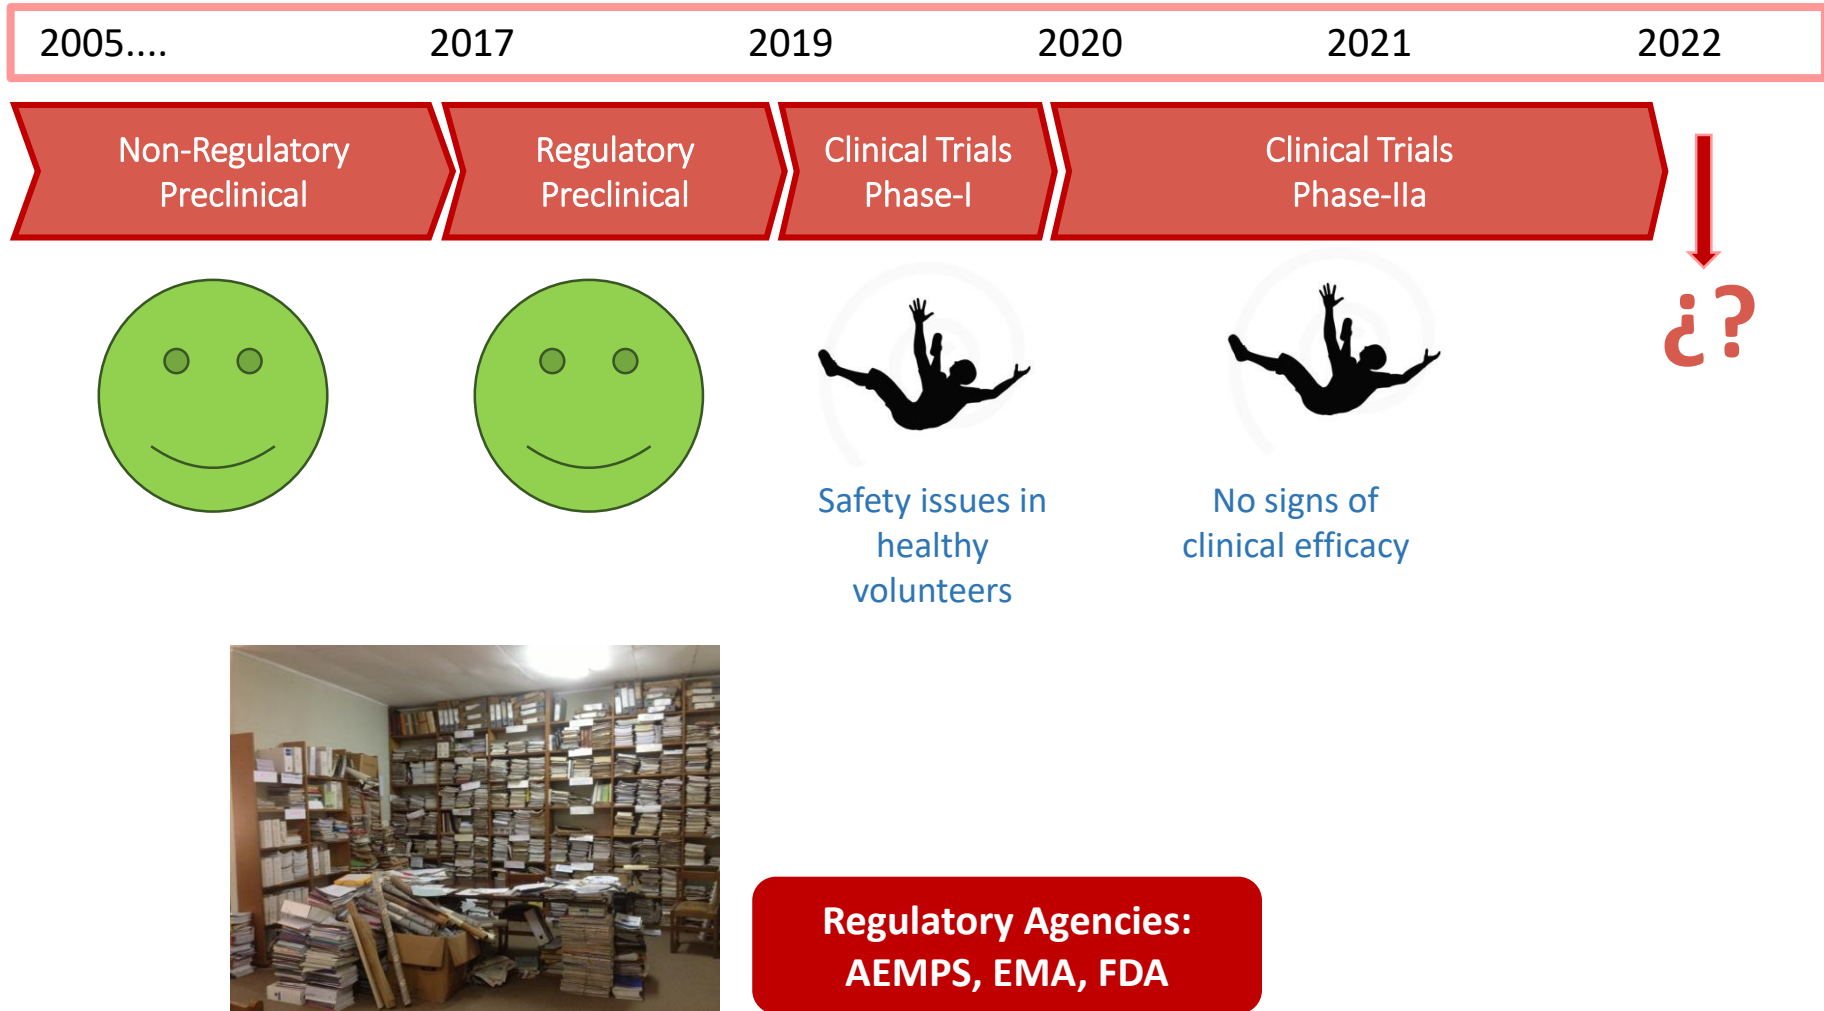 2005.... 2017 2019 2020 2021 2022
Non-Regulatory
Preclinical
Regulatory
Preclinical
Clinical Trials
Phase-I
Clinical Trials
Phase-IIa
¿?
Safety issues in
healthy
volunteers
No signs of
clinical efficacy
Regulatory Agencies:
AEMPS, EMA, FDA